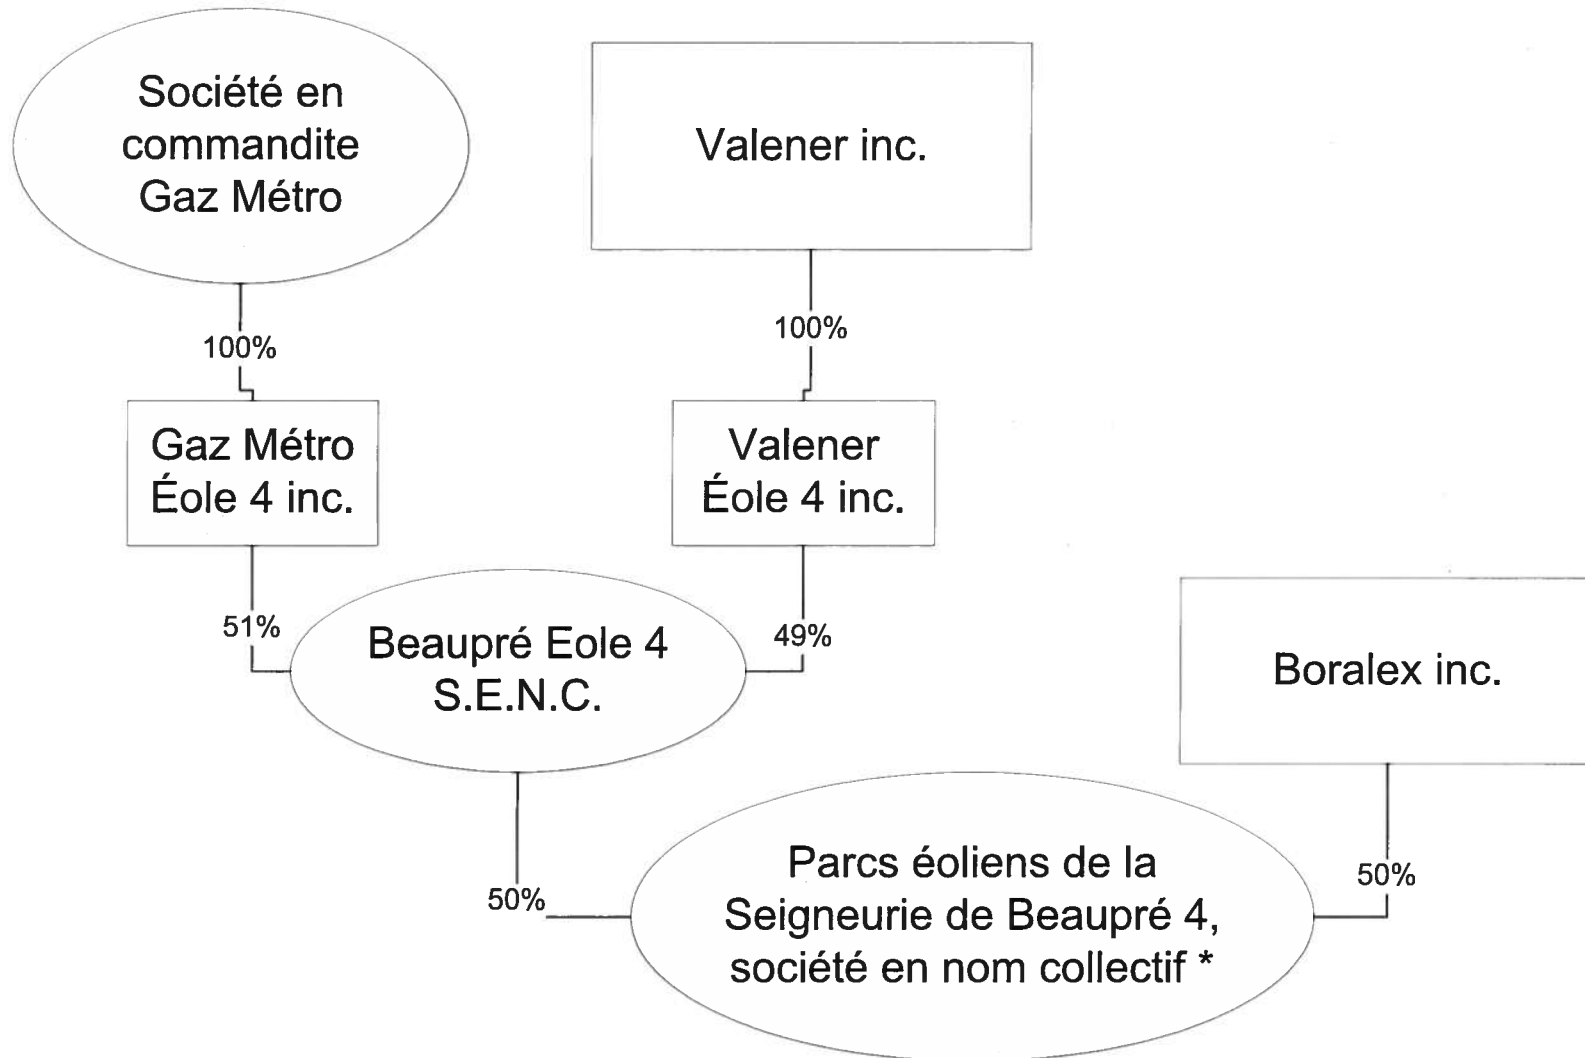 Société en
commandite
Gaz Métro
Valener inc.
100%
100%
Gaz Métro
Éole 4 inc.
Valener
Éole 4 inc.
51%
49%
Beaupré Eole 4
S.E.N.C.
Boralex inc.
50%
50%
Parcs éoliens de la
Seigneurie de Beaupré 4,
société en nom collectif *